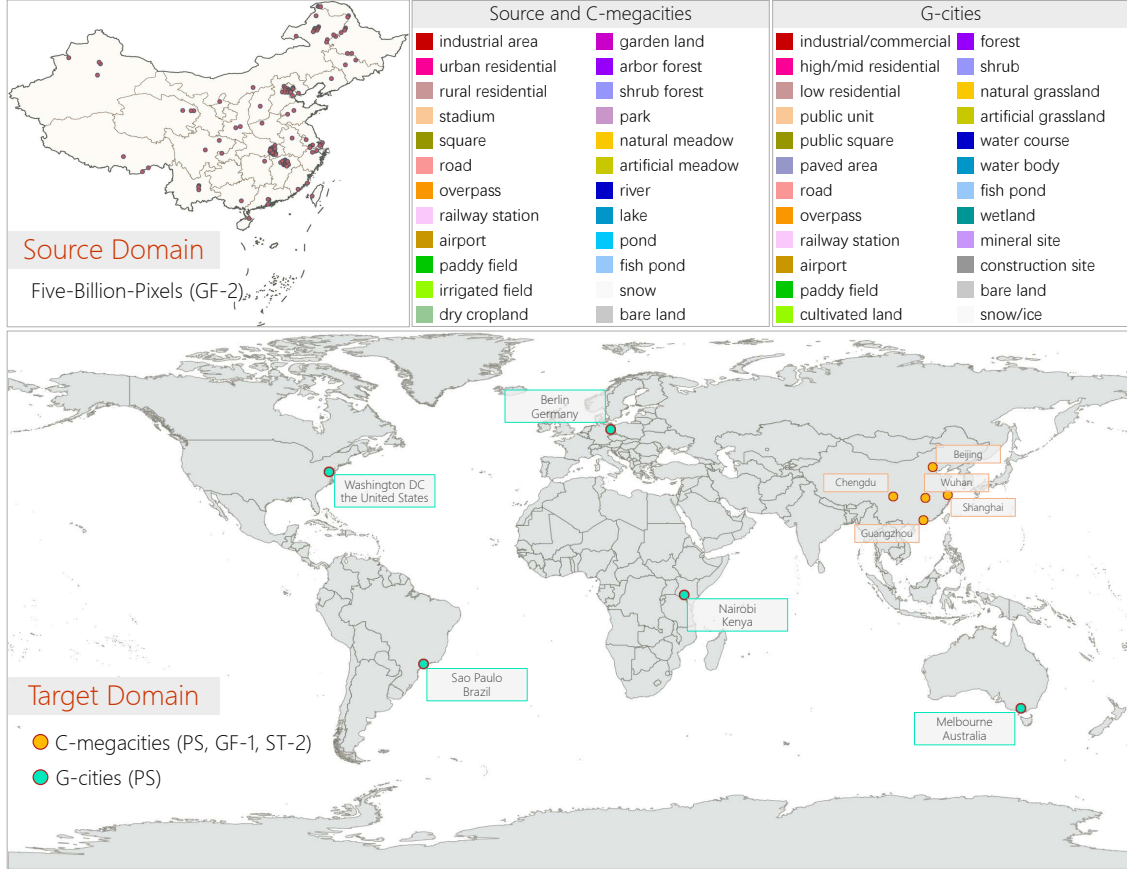 Source Domain
Five-Billion-Pixels (GF-2)
Source and C-megacities
industrial area
urban residential
rural residential
stadium
square
road
overpass
railway station
airport
paddy field
irrigated field
dry cropland
garden land
arbor forest
shrub forest
park
natural meadow
artificial meadow
river
lake
pond
fish pond
snow
bare land
G-cities
industrial/commercial
high/mid residential
low residential
public unit
public square
paved area
road
overpass
railway station
airport
paddy field
cultivated land
forest
shrub
natural grassland
artificial grassland
water course
water body
fish pond
wetland
mineral site
construction site
bare land
snow/ice
Berlin
Germany
Washington DC
the United States
Beijing
Chengdu
Wuhan
Shanghai
Guangzhou
Nairobi
Kenya
Sao Paulo
Brazil
Melbourne
Australia
Target Domain
C-megacities (PS, GF-1, ST-2)
G-cities (PS)